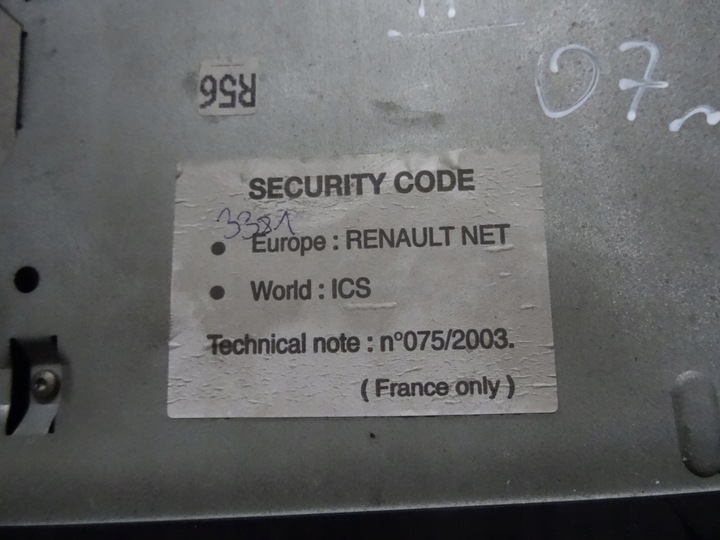 R56
07
SECURITY CODE
3381
• Europe : RENAULT NET
• World : ICS
Technical note : n°075/2003.
( France only )